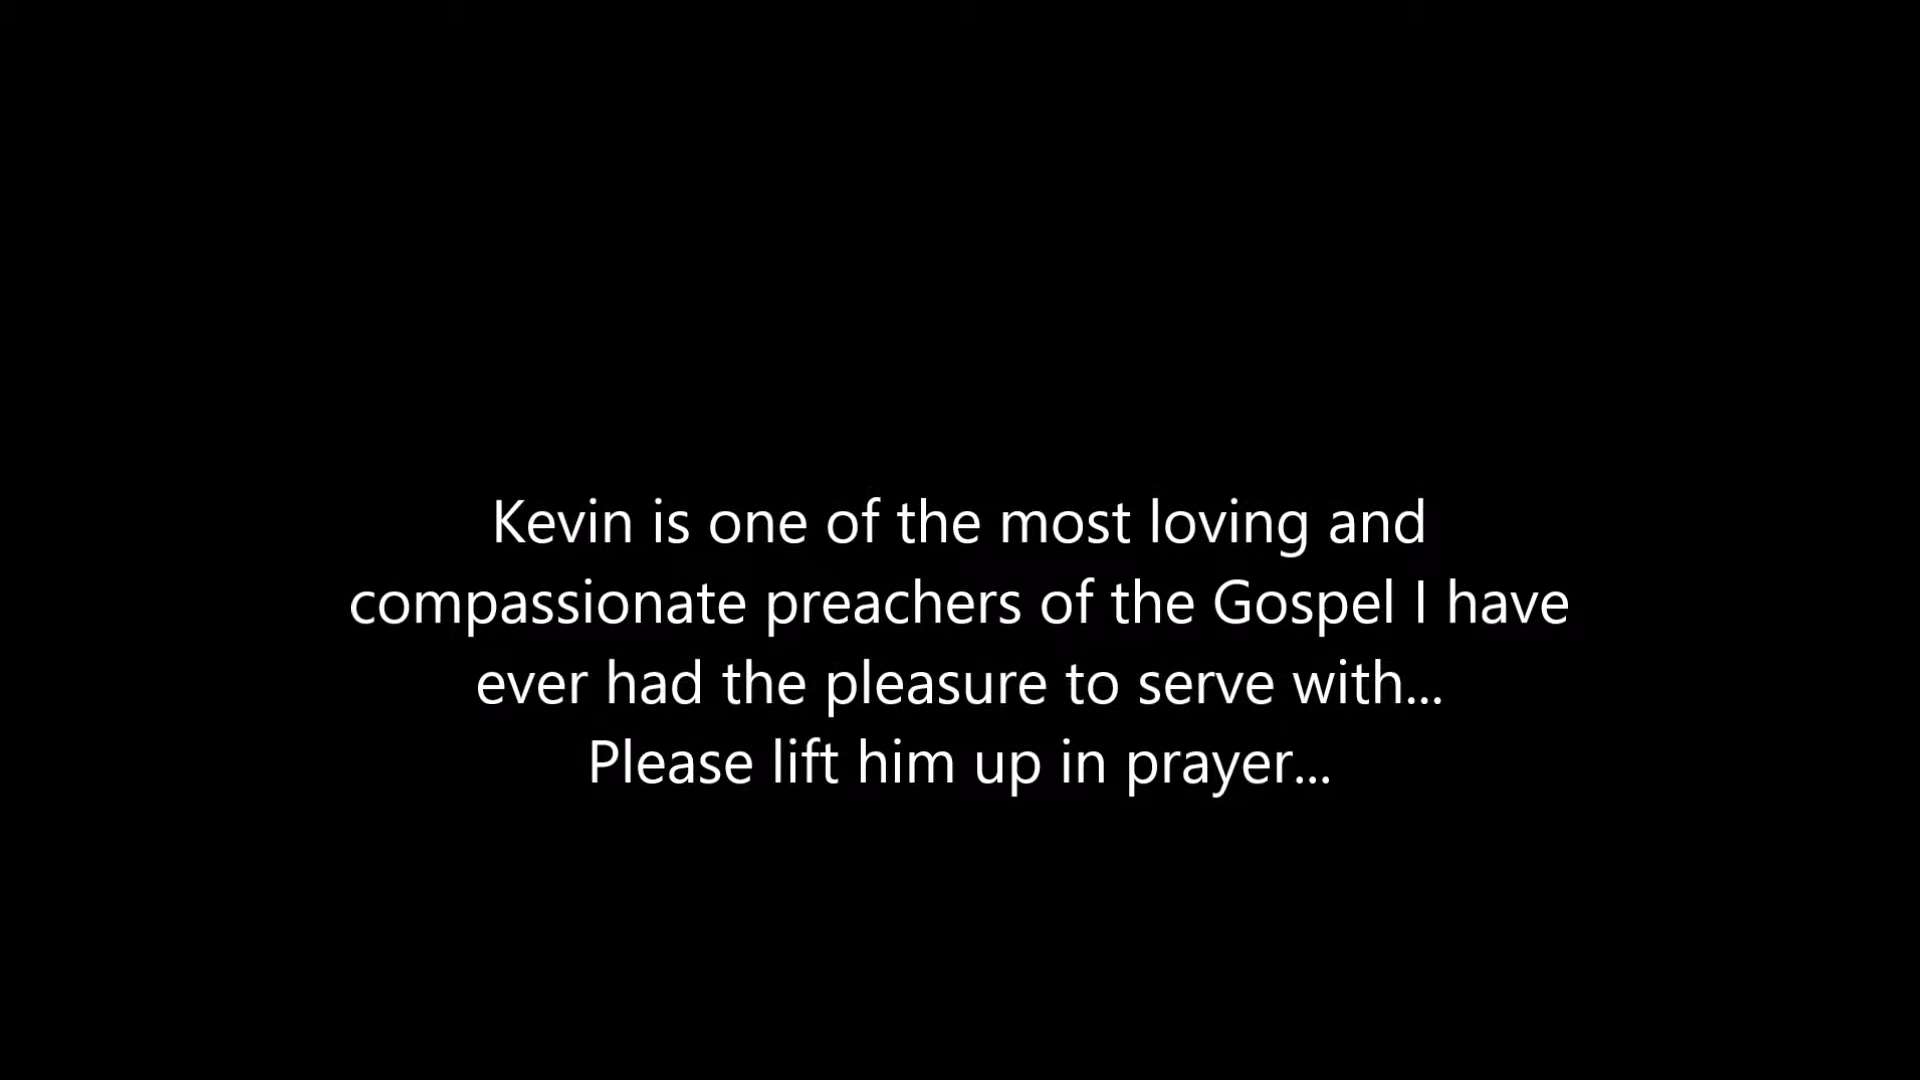 Kevin is one of the most loving and
compassionate preachers of the Gospel I have
ever had the pleasure to serve with...
Please lift him up in prayer...